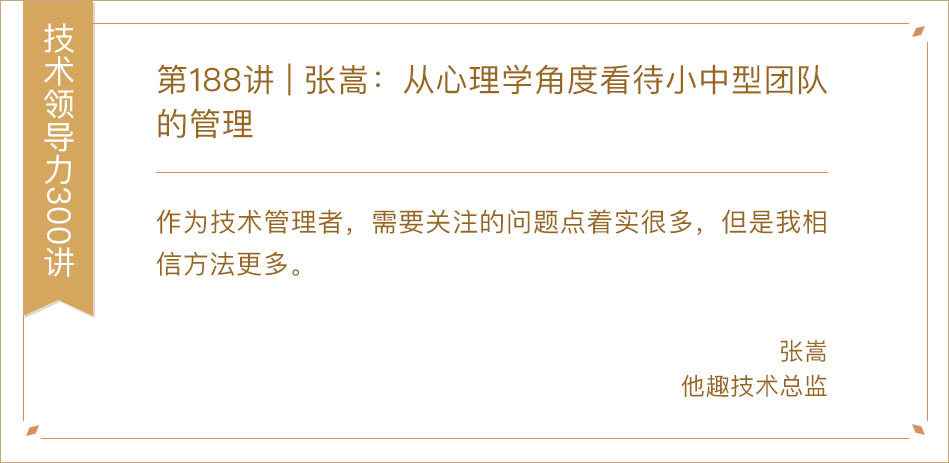 技术领导力300讲
第188讲 | 张嵩：从心理学角度看待小中型团队
的管理
作为技术管理者，需要关注的问题点着实很多，但是我相
信方法更多。
张嵩
他趣技术总监